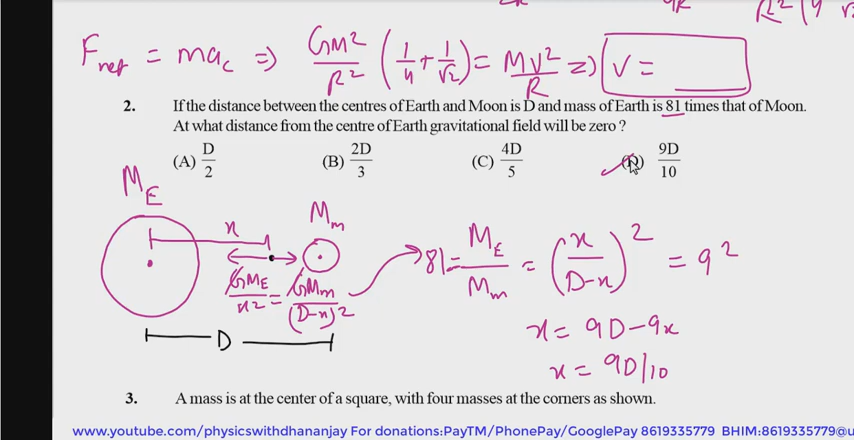 F_net = ma_c ⇒ GM²/R² (1/4 + 1/√2) = Mv²/R ⇒ V =
2. If the distance between the centres of Earth and Moon is D and mass of Earth is 81 times that of Moon.
At what distance from the centre of Earth gravitational field will be zero ?
(A) D/2 (B) 2D/3 (C) 4D/5 (D) 9D/10
M_E
x M_m
GM_E/x² = GM_m/(D-x)² 81 = M_E/M_m = (x/(D-x))² = 9²
D
x = 9D-9x
x = 9D/10
3. A mass is at the center of a square, with four masses at the corners as shown.
www.youtube.com/physicswithdhananjay For donations:PayTM/PhonePay/GooglePay 8619335779 BHIM:8619335779@u